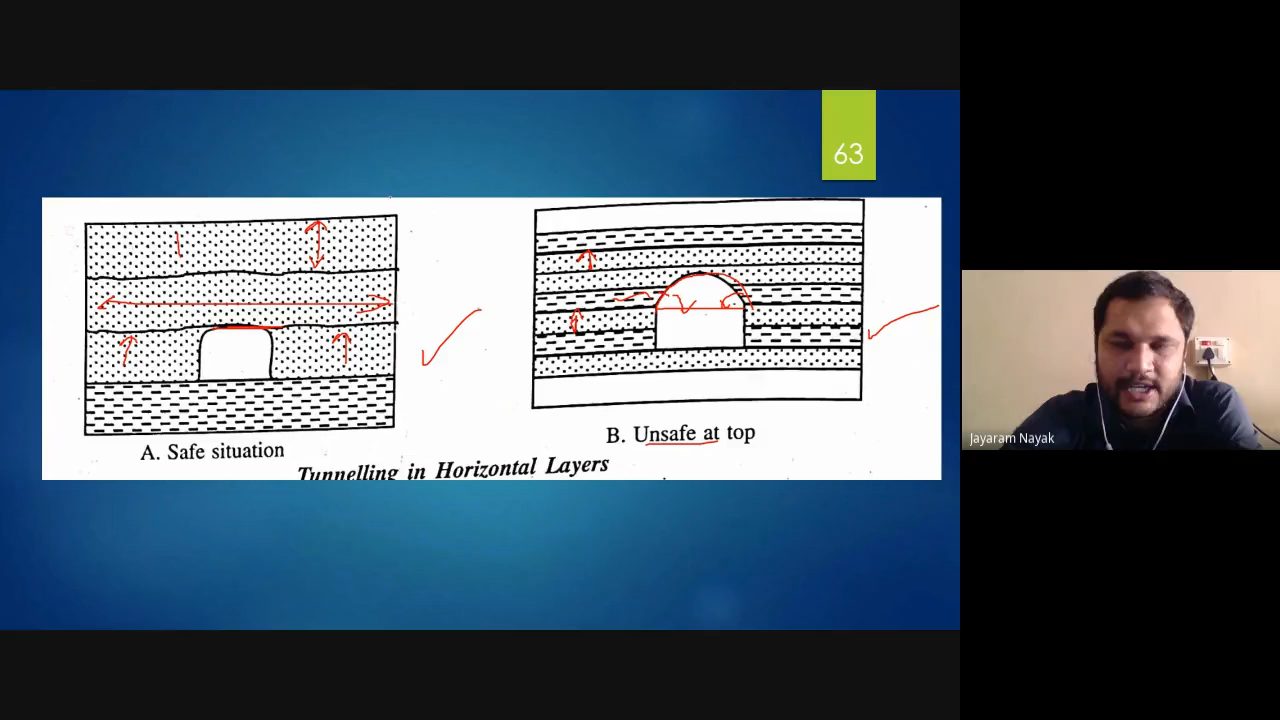 63
A. Safe situation
B. Unsafe at top
Tunnelling in Horizontal Layers
Jayaram Nayak